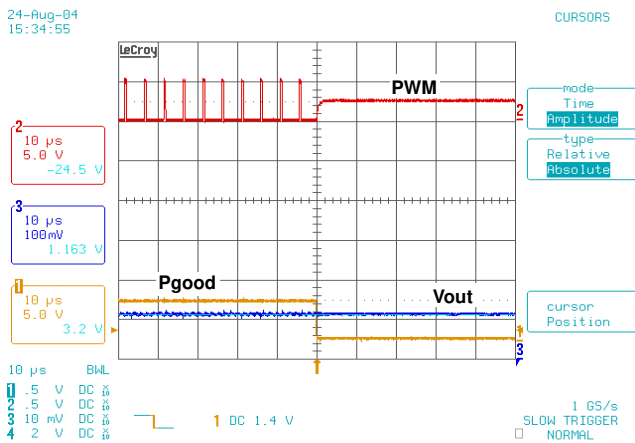 24-Aug-04
15:34:55
CURSORS
LeCroy
PWM
2
mode
Time
Amplitude
type
Relative
Absolute
2
10 µs
5.0 V
-24.5 V
3
10 µs
100mV
1.163 V
1
10 µs
5.0 V
3.2 V
Pgood
Vout
1
3
cursor
Position
10 µs BWL
1 .5 V DC X10
2 .5 V DC X10
3 10 mV DC X10
4 2 V DC X10
1 DC 1.4 V
1 GS/s
SLOW TRIGGER
NORMAL